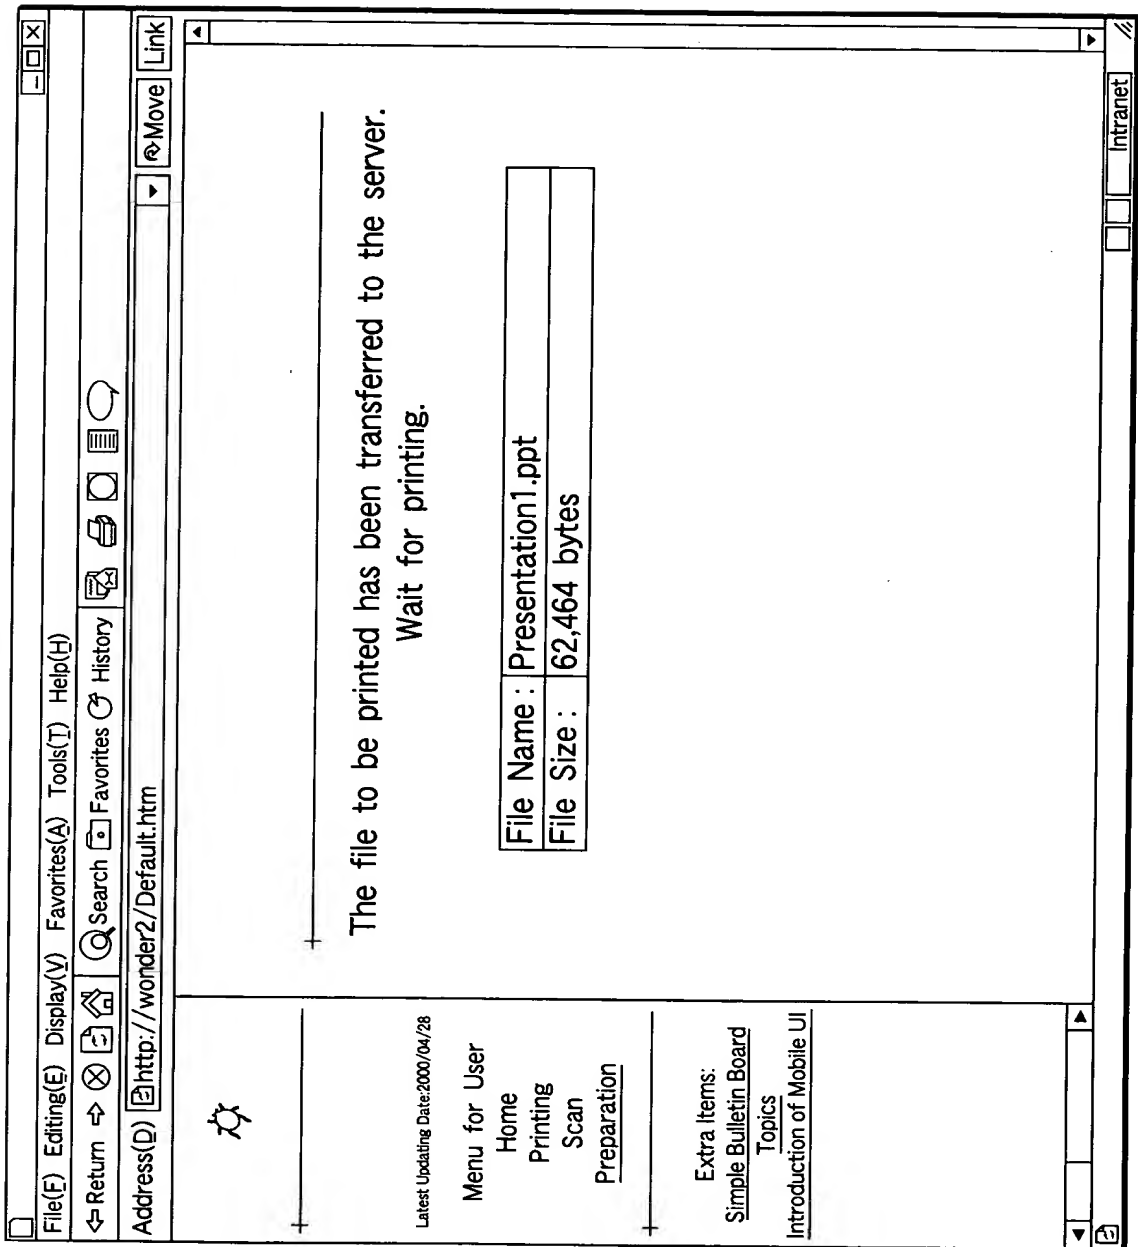 File(F) Editing(E) Display(V) Favorites(A) Tools(T) Help(H)
Return Search Favorites History
Address(D) http://wonder2/Default.htm Move Link
Latest Updating Date:2000/04/28
Menu for User
Home
Printing
Scan
Preparation
Extra Items:
Simple Bulletin Board
Topics
Introduction of Mobile UI
The file to be printed has been transferred to the server.
Wait for printing.
File Name : Presentation1.ppt
File Size : 62,464 bytes
Intranet